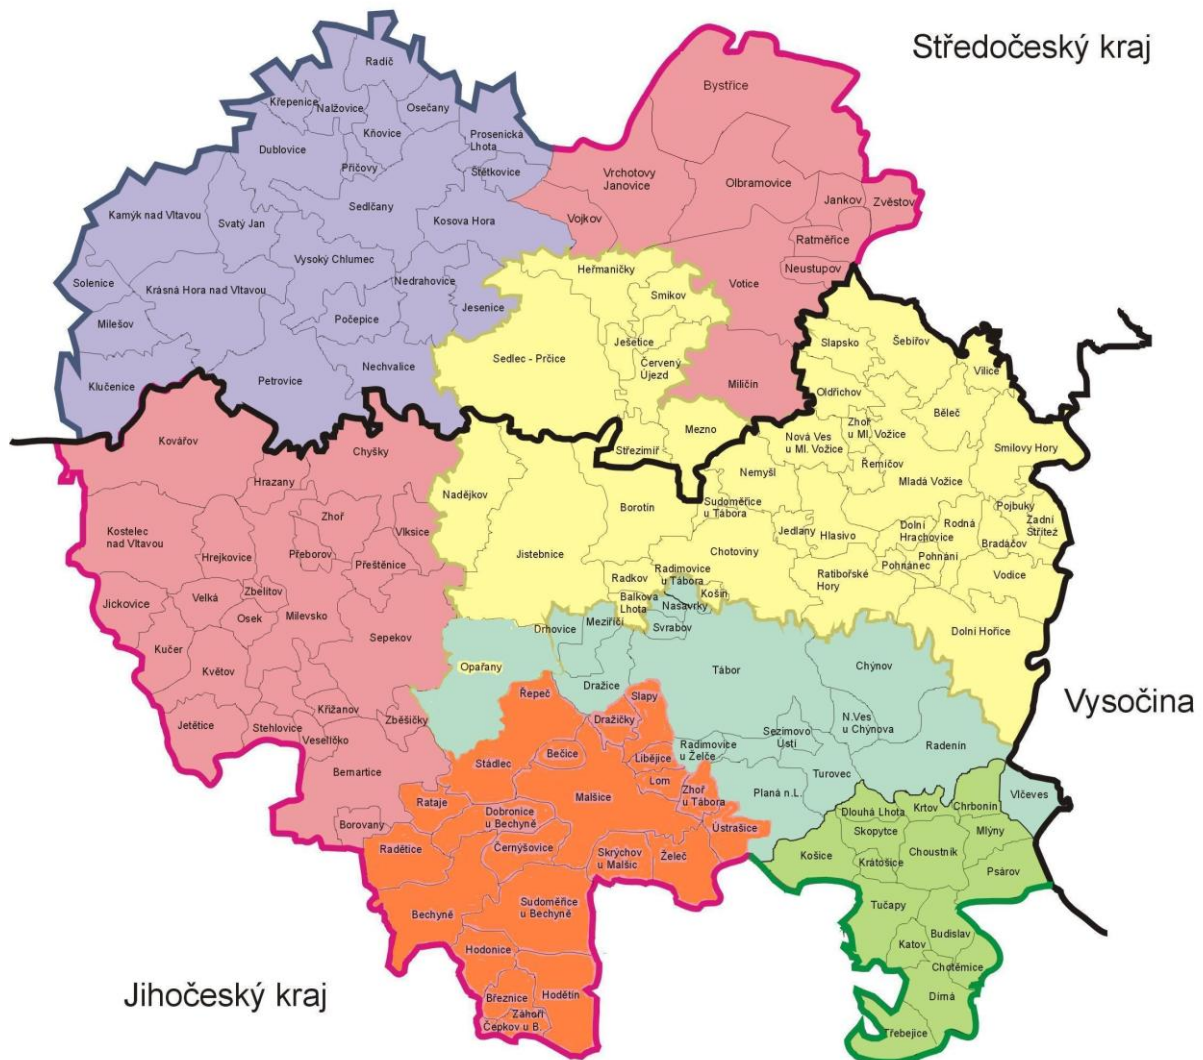 Středočeský kraj
Radíč
Křepenice
Nalžovice
Osečany
Kňovice
Prosenická
Lhota
Dublovice
Příčovy
Štětkovice
Bystřice
Vrchotovy
Janovice
Olbramovice
Jankov
Zvěstov
Vojkov
Ratměřice
Neustupov
Votice
Miličín
Kamýk nad Vltavou
Svatý Jan
Sedlčany
Kosova Hora
Vysoký Chlumec
Nedrahovice
Solenice
Krásná Hora nad Vltavou
Jesenice
Milešov
Počepice
Klučenice
Petrovice
Nechvalice
Heřmaničky
Smikov
Ješetice
Sedlec - Prčice
Červený
Újezd
Střezimíř
Mezno
Slapsko
Šebířov
Vilice
Oldřichov
Běleč
Zhoř
u Ml. Vožice
Nová Ves
u Ml. Vožice
Smilovy Hory
Řemíčov
Nemyšl
Mladá Vožice
Kovářov
Chyšky
Hrazany
Zhoř
Vlksice
Kostelec
nad Vltavou
Hrejkovice
Přeborov
Přeštěnice
Nadějkov
Borotín
Sudoměřice
u Tábora
Jistebnice
Jedlany
Hlasivo
Dolní
Hrachovice
Rodná
Pojbuky
Zadní
Střítež
Bradáčov
Pohnání
Pohnánec
Chotoviny
Ratibořské
Hory
Vodice
Radkov
Radimovice
u Tábora
Balkova
Lhota
Košín
Nasavrky
Svrabov
Dolní Hořice
Jickovice
Velká
Zbelítov
Osek
Milevsko
Sepekov
Kučeř
Květov
Křižanov
Zběšičky
Jetětice
Stehlovice
Veselíčko
Bernartice
Borovany
Drhovice
Meziříčí
Opařany
Dražice
Tábor
Chýnov
N.Ves
u Chýnova
Sezimovo
Ústí
Radenín
Radimovice
u Želče
Turovec
Planá n.L.
Vlčeves
Vysočina
Řepeč
Slapy
Dražičky
Stádlec
Bečice
Libějice
Lom
Malšice
Zhoř
u Tábora
Rataje
Dobronice
u Bechyně
Ústrašice
Radětice
Černýšovice
Skrýchov
u Malšic
Želeč
Bechyně
Sudoměřice
u Bechyně
Hodonice
Březnice
Hodětín
Záhoří
Čepkov u B.
Dlouhá Lhota
Krtov
Chrbonín
Skopytce
Mlýny
Košice
Krátošice
Choustník
Psárov
Tučapy
Budislav
Katov
Chotěmice
Dírná
Třebejice
Jihočeský kraj